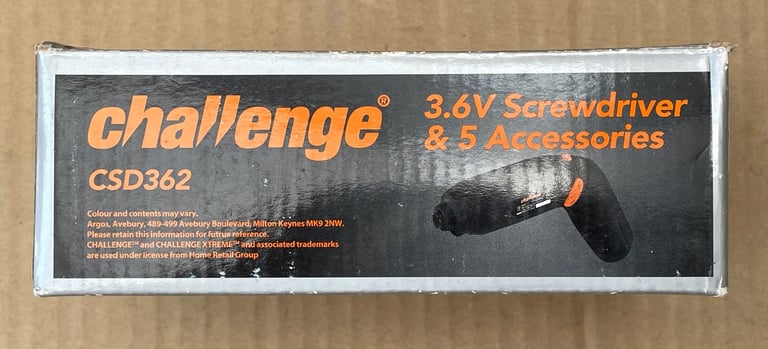 challenge®
3.6V Screwdriver
& 5 Accessories
CSD362
challenge
Colour and contents may vary.
Argos, Avebury, 489-499 Avebury Boulevard, Milton Keynes MK9 2NW.
Please retain this information for futrue reference.
CHALLENGE™ and CHALLENGE XTREME™ and associated trademarks
are used under license from Home Retail Group